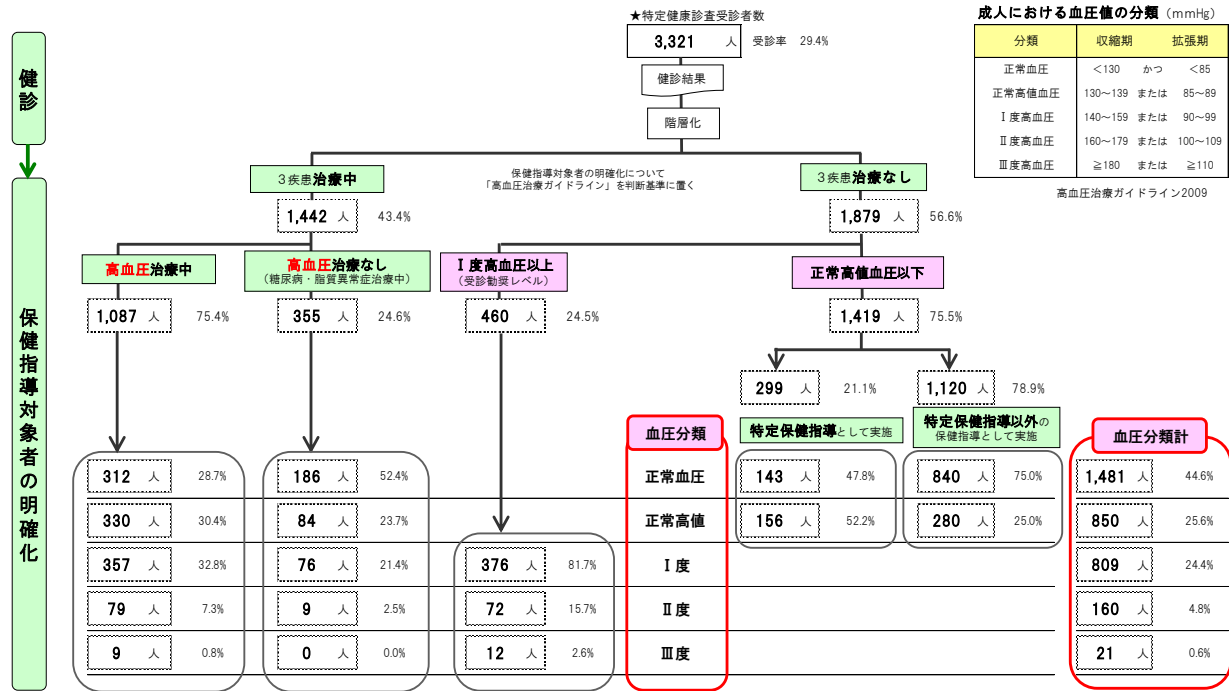 ★特定健康診査受診者数
3,321 人 受診率 29.4%
健診結果
階層化
成人における血圧値の分類 (mmHg)
分類 収縮期 拡張期
正常血圧 <130 かつ <85
正常高値血圧 130~139 または 85~89
Ⅰ度高血圧 140~159 または 90~99
Ⅱ度高血圧 160~179 または 100~109
Ⅲ度高血圧 ≧180 または ≧110
高血圧治療ガイドライン2009
健診
保健指導対象者の明確化
保健指導対象者の明確化について
「高血圧治療ガイドライン」を判断基準に置く
3疾患治療中
1,442 人 43.4%
3疾患治療なし
1,879 人 56.6%
高血圧治療中
1,087 人 75.4%
高血圧治療なし
(糖尿病・脂質異常症治療中)
355 人 24.6%
Ⅰ度高血圧以上
(受診勧奨レベル)
460 人 24.5%
正常高値血圧以下
1,419 人 75.5%
299 人 21.1%
1,120 人 78.9%
血圧分類
特定保健指導として実施
特定保健指導以外の
保健指導として実施
血圧分類計
312 人 28.7% 186 人 52.4% 正常血圧 143 人 47.8% 840 人 75.0% 1,481 人 44.6%
330 人 30.4% 84 人 23.7% 正常高値 156 人 52.2% 280 人 25.0% 850 人 25.6%
357 人 32.8% 76 人 21.4% 376 人 81.7% Ⅰ度 809 人 24.4%
79 人 7.3% 9 人 2.5% 72 人 15.7% Ⅱ度 160 人 4.8%
9 人 0.8% 0 人 0.0% 12 人 2.6% Ⅲ度 21 人 0.6%